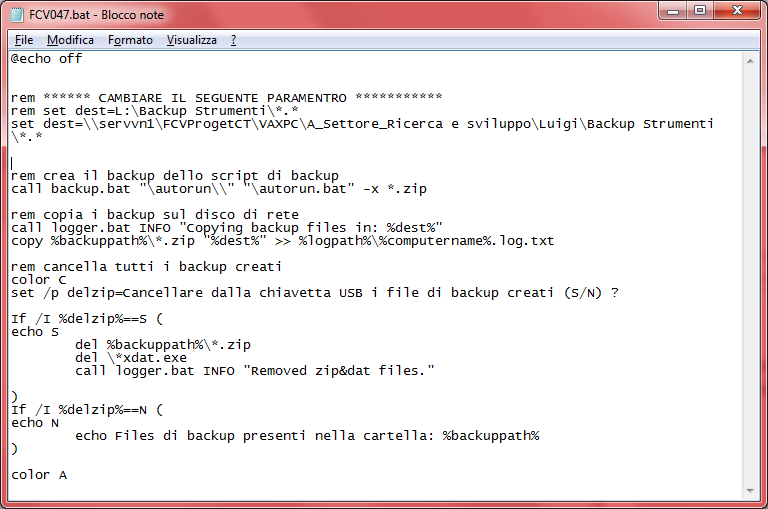 FCV047.bat - Blocco note
File Modifica Formato Visualizza ?
@echo off
rem ****** CAMBIARE IL SEGUENTE PARAMENTRO ***********
rem set dest=L:\Backup Strumenti\*.*
set dest=\\servvn1\FCVProgetCT\VAXPC\A_Settore_Ricerca e sviluppo\Luigi\Backup Strumenti
\*.*
rem crea il backup dello script di backup
call backup.bat "\autorun\\" "\autorun.bat" -x *.zip
rem copia i backup sul disco di rete
call logger.bat INFO "Copying backup files in: %dest%"
copy %backuppath%\*.zip "%dest%" >> %logpath%\%computername%.log.txt
rem cancella tutti i backup creati
color C
set /p delzip=Cancellare dalla chiavetta USB i file di backup creati (S/N) ?
If /I %delzip%==S (
echo S
del %backuppath%\*.zip
del \*xdat.exe
call logger.bat INFO "Removed zip&dat files."
)
If /I %delzip%==N (
echo N
echo Files di backup presenti nella cartella: %backuppath%
)
color A